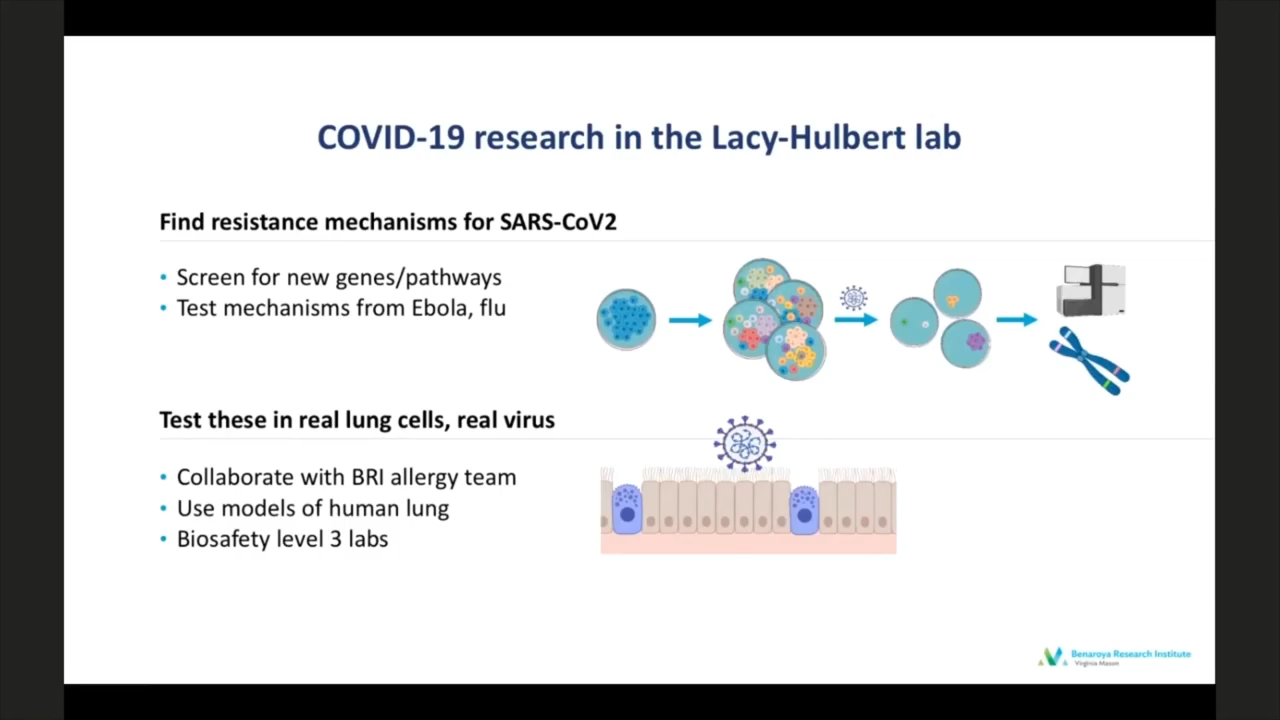 COVID-19 research in the Lacy-Hulbert lab
Find resistance mechanisms for SARS-CoV2
• Screen for new genes/pathways
• Test mechanisms from Ebola, flu
Test these in real lung cells, real virus
• Collaborate with BRI allergy team
• Use models of human lung
• Biosafety level 3 labs
Benaroya Research Institute
Virginia Mason